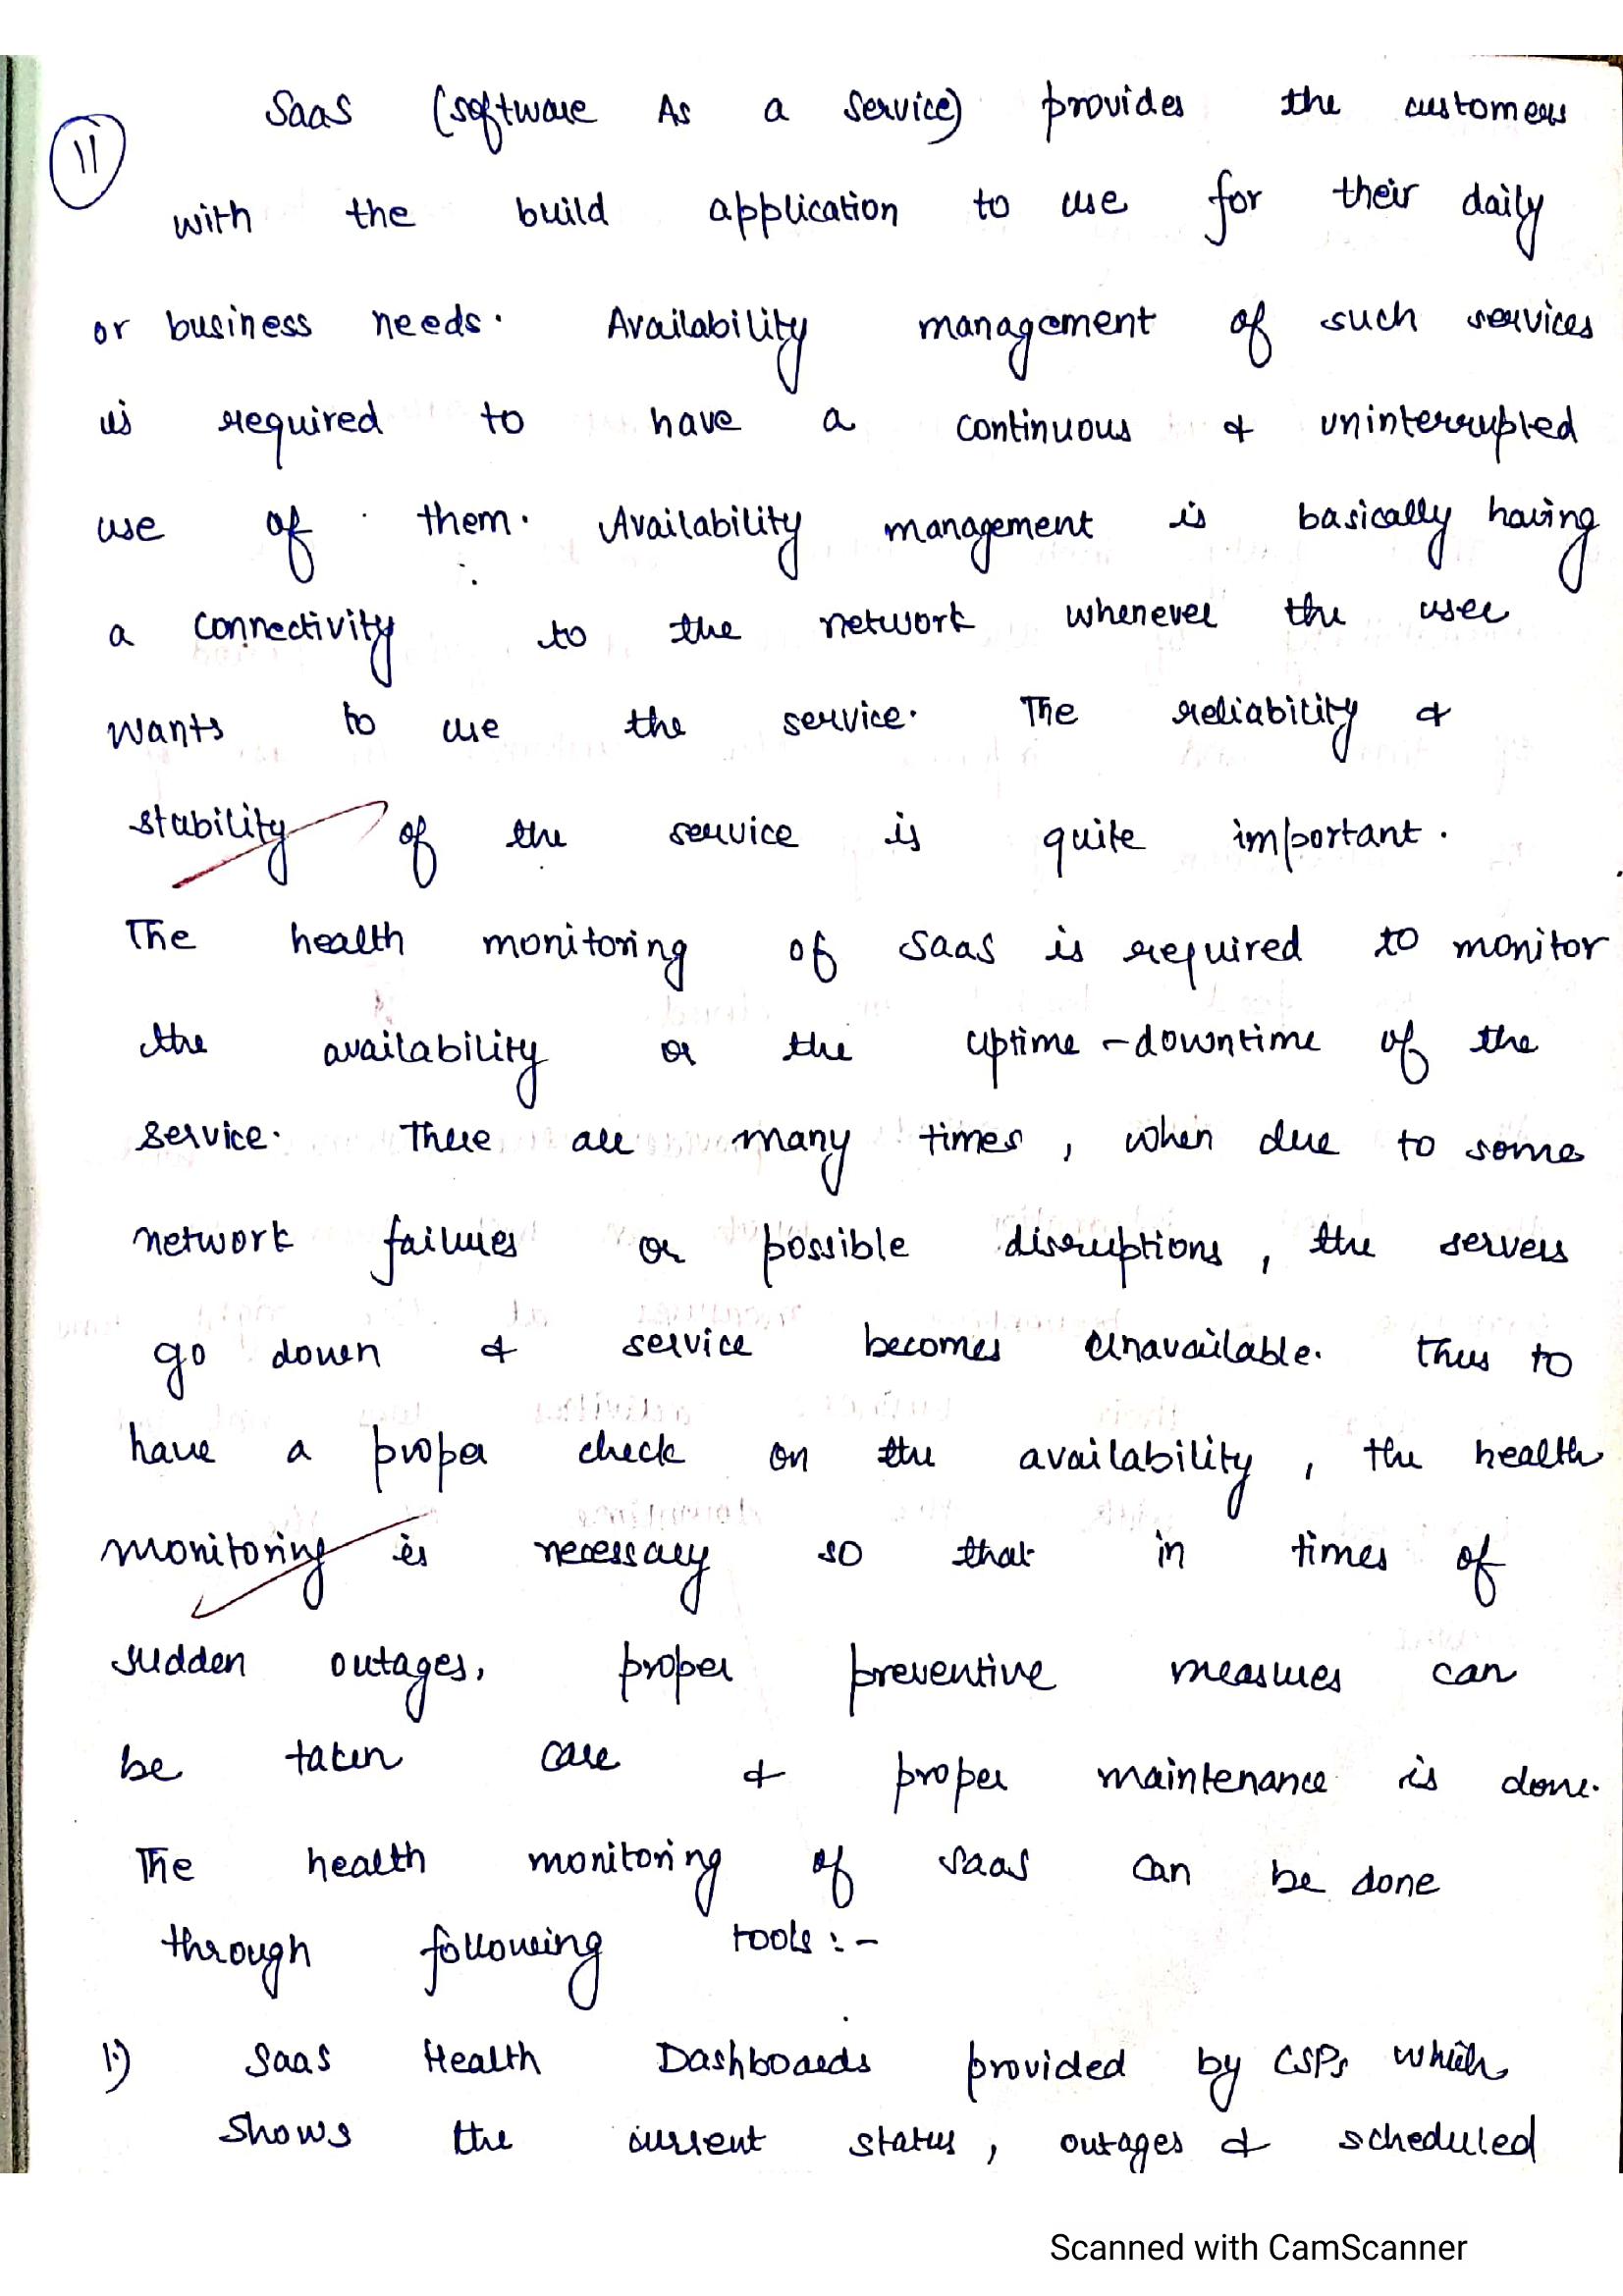 11
SaaS (software As a Service) provides the customers
with the build application to use for their daily
or business needs. Availability management of such services
is required to have a continuous & uninterrupted
use of them. Availability management is basically having
a connectivity to the network whenever the user
wants to use the service. The reliability &
stability of the service is quite important.
The health monitoring of SaaS is required to monitor
the availability or the uptime - downtime of the
service. There are many times, when due to some
network failures or possible disruptions, the servers
go down & service becomes unavailable. Thus to
have a proper check on the availability, the health
monitoring is necessary so that in times of
sudden outages, proper preventive measures can
be taken care & proper maintenance is done.
The health monitoring of SaaS can be done
through following tools :-
1.) SaaS Health Dashboards provided by CSPs which
shows the current status, outages & scheduled
Scanned with CamScanner